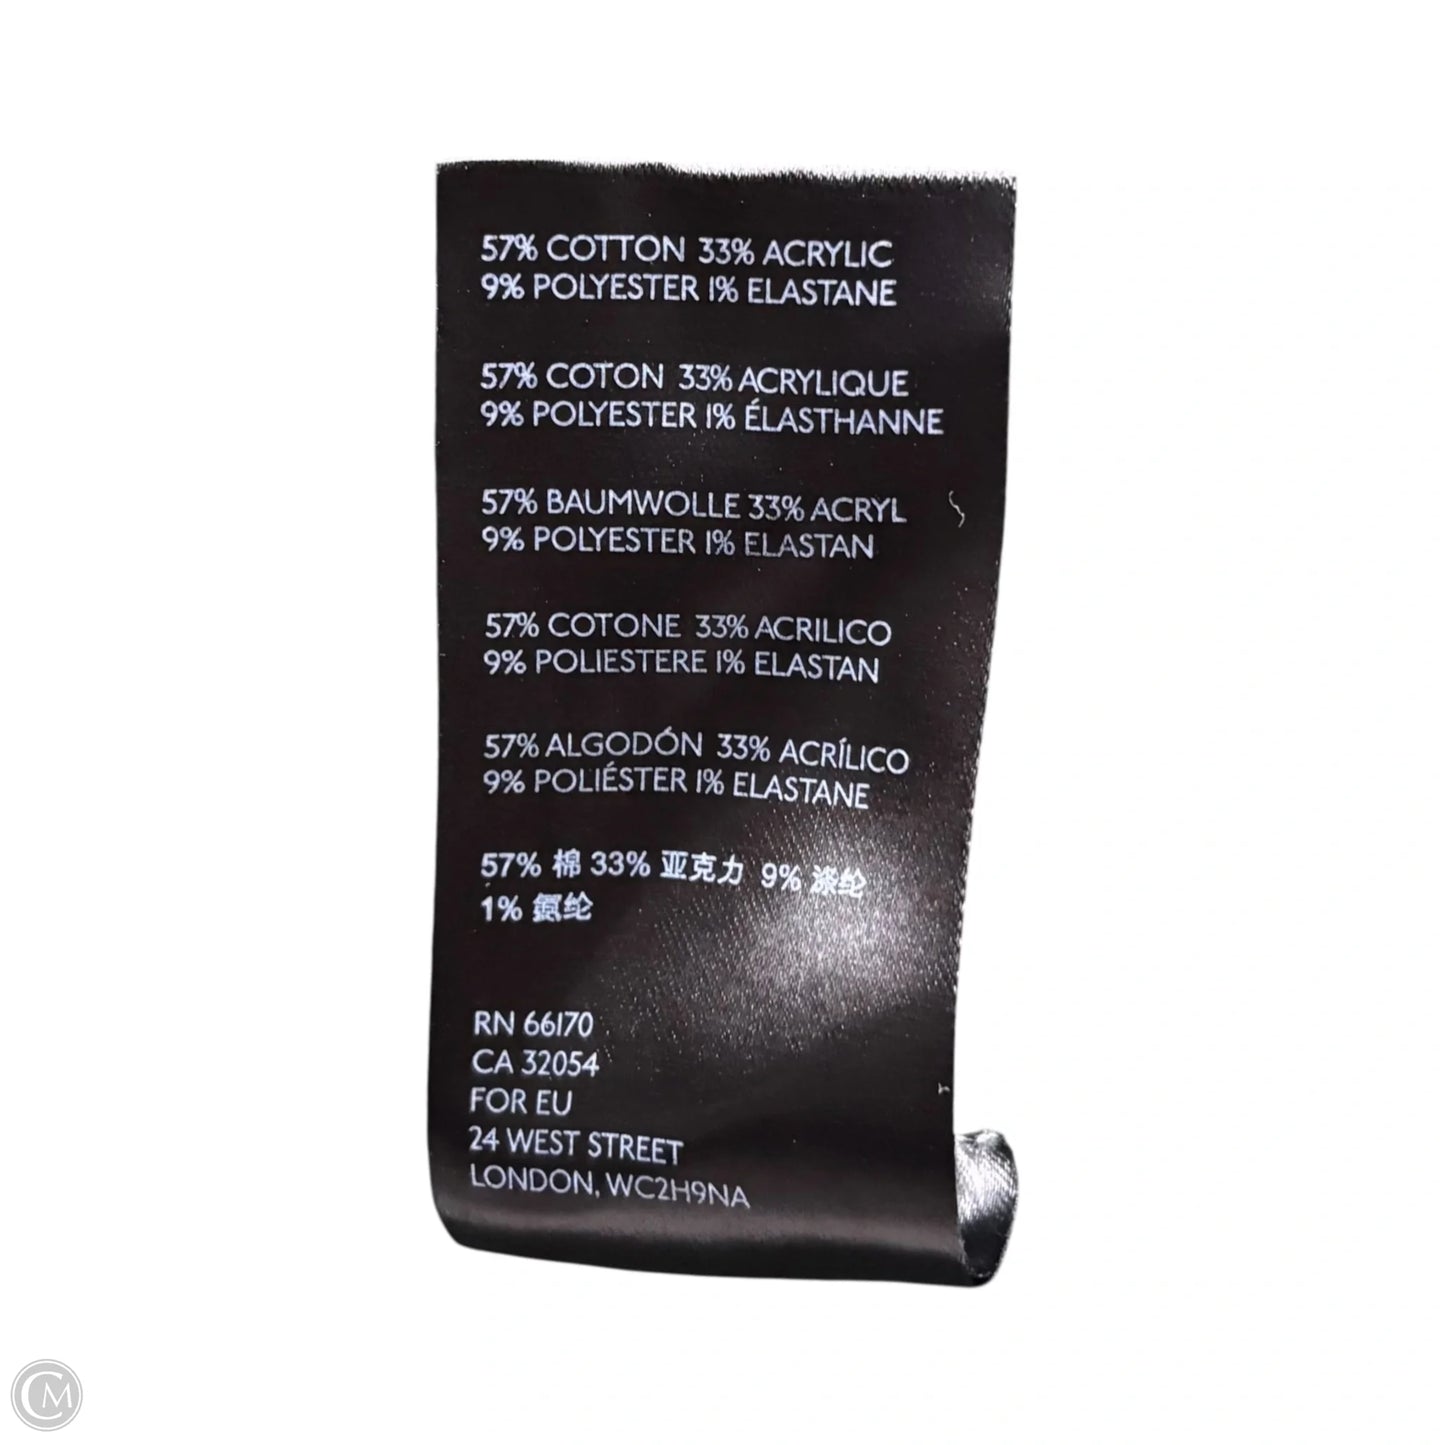 57% COTTON 33% ACRYLIC
9% POLYESTER 1% ELASTANE
57% COTON 33% ACRYLIQUE
9% POLYESTER 1% ÉLASTHANNE
57% BAUMWOLLE 33% ACRYL
9% POLYESTER 1% ELASTAN
57% COTONE 33% ACRILICO
9% POLIESTERE 1% ELASTAN
57% ALGODÓN 33% ACRÍLICO
9% POLIÉSTER 1% ELASTANE
57% 棉 33% 亚克力 9% 涤纶
1% 氨纶
RN 66170
CA 32054
FOR EU
24 WEST STREET
LONDON, WC2H9NA
CM